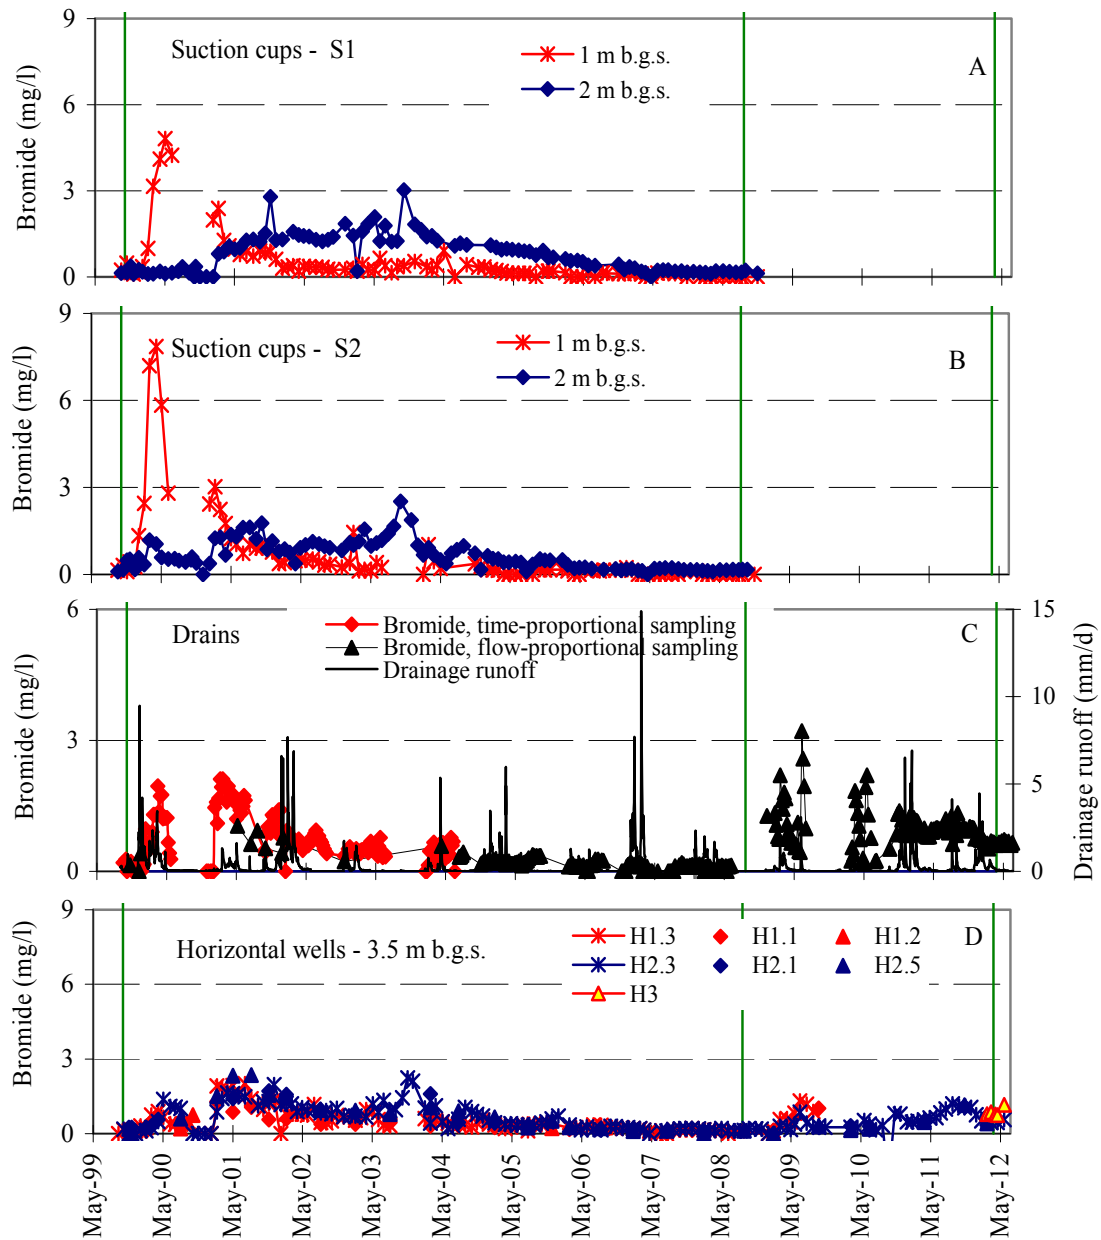 9
Suction cups - S1
1 m b.g.s.
2 m b.g.s.
A
6
3
0
Bromide (mg/l)
9
Suction cups - S2
1 m b.g.s.
2 m b.g.s.
B
6
3
0
Bromide (mg/l)
6
Drains
Bromide, time-proportional sampling
Bromide, flow-proportional sampling
Drainage runoff
C
3
0
Bromide (mg/l)
15
10
5
0
Drainage runoff (mm/d)
9
Horizontal wells - 3.5 m b.g.s.
H1.3 H1.1 H1.2
H2.3 H2.1 H2.5
H3
D
6
3
0
Bromide (mg/l)
May-99 May-00 May-01 May-02 May-03 May-04 May-05 May-06 May-07 May-08 May-09 May-10 May-11 May-12